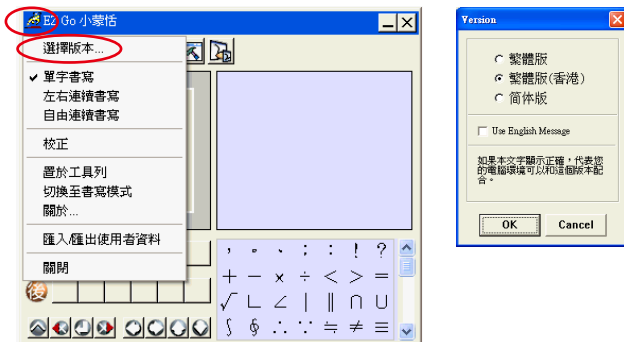 E2 Go 小蒙恬
選擇版本...
單字書寫
左右連續書寫
自由連續書寫
校正
置於工具列
切換至書寫模式
關於...
匯入/匯出使用者資料
關閉
後
, 。 、 ; : ! ?
+ − × ÷ < > =
√ ∟ ∠ | ‖ ∩ ∪
∫ ∮ ∴ ∵ ≒ ≠ ≡
Version
繁體版
繁體版(香港)
简体版
Use English Message
如果本文字顯示正確，代表您
的電腦環境可以和這個版本配
合。
OK
Cancel